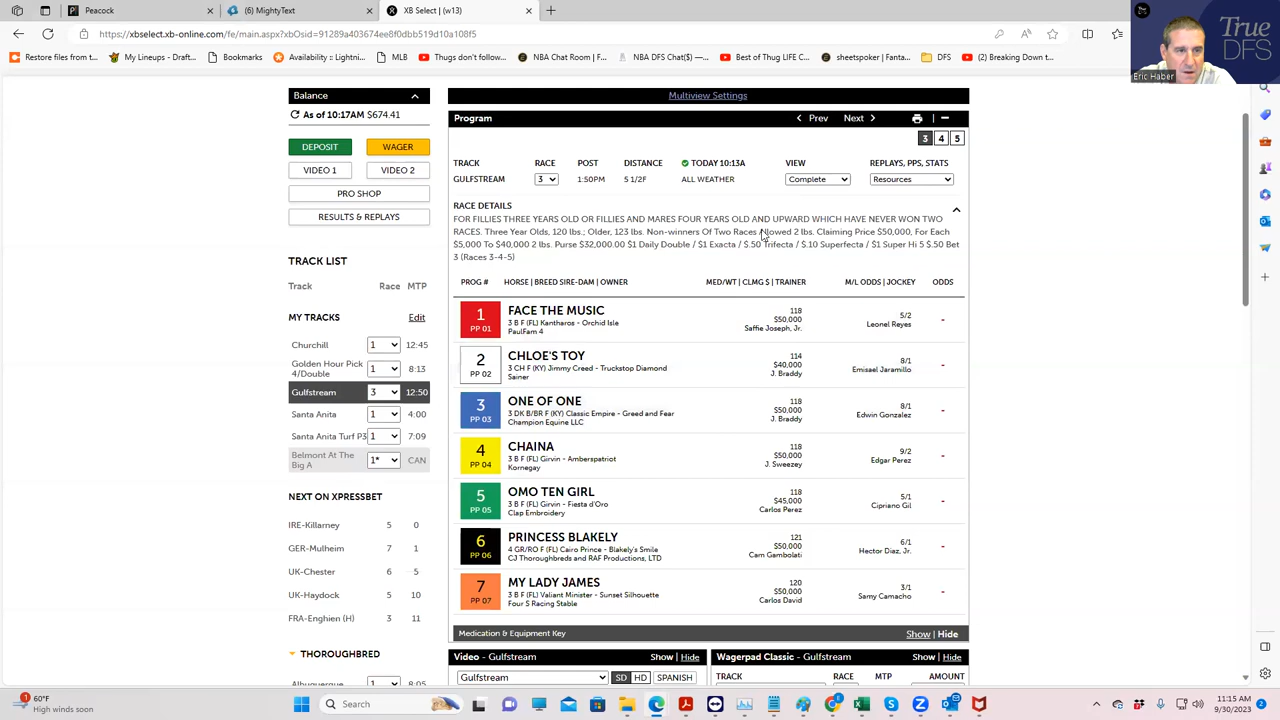 Peacock
(6) MightyText
XB Select | (w13)
https://xbselect.xb-online.com/fe/main.aspx?xbOsid=91289a403674ee8f0dbb519d10a108f5
Restore files from t...
My Lineups - Draft...
Bookmarks
Availability :: Lightni...
MLB
Thugs don't follow...
NBA Chat Room | F...
NBA DFS Chat($) —...
Best of Thug LIFE C...
sheetspoker | Fanta...
DFS
(2) Breaking Down t...
True
DFS
Eric Haber
Balance
As of 10:17AM $674.41
DEPOSIT
WAGER
VIDEO 1
VIDEO 2
PRO SHOP
RESULTS & REPLAYS
TRACK LIST
Track Race MTP
MY TRACKS Edit
Churchill 1 12:45
Golden Hour Pick
4/Double 1 8:13
Gulfstream 3 12:50
Santa Anita 1 4:00
Santa Anita Turf P3 1 7:09
Belmont At The
Big A 1* CAN
NEXT ON XPRESSBET
IRE-Killarney 5 0
GER-Mulheim 7 1
UK-Chester 6 5
UK-Haydock 5 10
FRA-Enghien (H) 3 11
THOROUGHBRED
Albuquerque 1 8:05
Multiview Settings
Program
Prev Next
3 4 5
TRACK RACE POST DISTANCE TODAY 10:13A VIEW REPLAYS, PPS, STATS
GULFSTREAM 3 1:50PM 5 1/2F ALL WEATHER Complete Resources
RACE DETAILS
FOR FILLIES THREE YEARS OLD OR FILLIES AND MARES FOUR YEARS OLD AND UPWARD WHICH HAVE NEVER WON TWO
RACES. Three Year Olds, 120 lbs.; Older, 123 lbs. Non-winners Of Two Races Allowed 2 lbs. Claiming Price $50,000, For Each
$5,000 To $40,000 2 lbs. Purse $32,000.00 $1 Daily Double / $1 Exacta / $.50 Trifecta / $.10 Superfecta / $1 Super Hi 5 $.50 Bet
3 (Races 3-4-5)
PROG # HORSE | BREED SIRE-DAM | OWNER MED/WT | CLMG $ | TRAINER M/L ODDS | JOCKEY ODDS
1
PP 01
FACE THE MUSIC
3 B F (FL) Kantharos - Orchid Isle
PaulFam 4
118
$50,000
Saffie Joseph, Jr.
5/2
Leonel Reyes
-
2
PP 02
CHLOE'S TOY
3 CH F (KY) Jimmy Creed - Truckstop Diamond
Sainer
114
$40,000
J. Braddy
8/1
Emisael Jaramillo
-
3
PP 03
ONE OF ONE
3 DK B/BR F (KY) Classic Empire - Greed and Fear
Champion Equine LLC
118
$50,000
J. Braddy
8/1
Edwin Gonzalez
-
4
PP 04
CHAINA
3 B F (FL) Girvin - Amberspatriot
Kornegay
118
$50,000
J. Sweezey
9/2
Edgar Perez
-
5
PP 05
OMO TEN GIRL
3 B F (FL) Girvin - Fiesta d'Oro
Clap Embroidery
118
$45,000
Carlos Perez
5/1
Cipriano Gil
-
6
PP 06
PRINCESS BLAKELY
4 GR/RO F (FL) Cairo Prince - Blakely's Smile
CJ Thoroughbreds and RAF Productions, LTD
121
$50,000
Cam Gambolati
6/1
Hector Diaz, Jr.
-
7
PP 07
MY LADY JAMES
3 B F (FL) Valiant Minister - Sunset Silhouette
Four S Racing Stable
120
$50,000
Carlos David
3/1
Samy Camacho
-
Medication & Equipment Key Show | Hide
Video - Gulfstream Show | Hide
Gulfstream SD HD SPANISH
Wagerpad Classic - Gulfstream Show | Hide
TRACK RACE MTP AMOUNT
60°F
High winds
Search
11:15 AM
9/30/2023